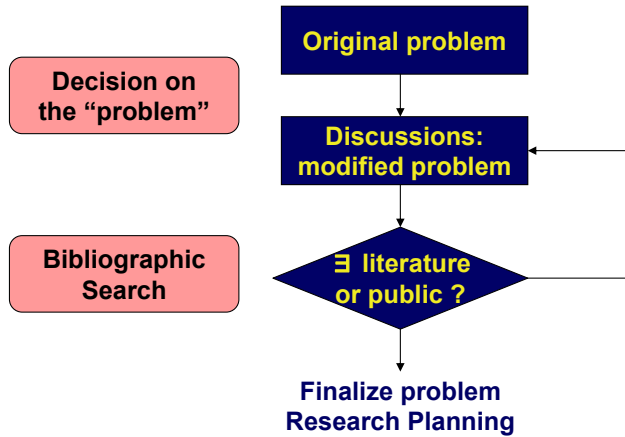 Original problem
Decision on
the “problem”
Discussions:
modified problem
Bibliographic
Search
∃ literature
or public ?
Finalize problem
Research Planning